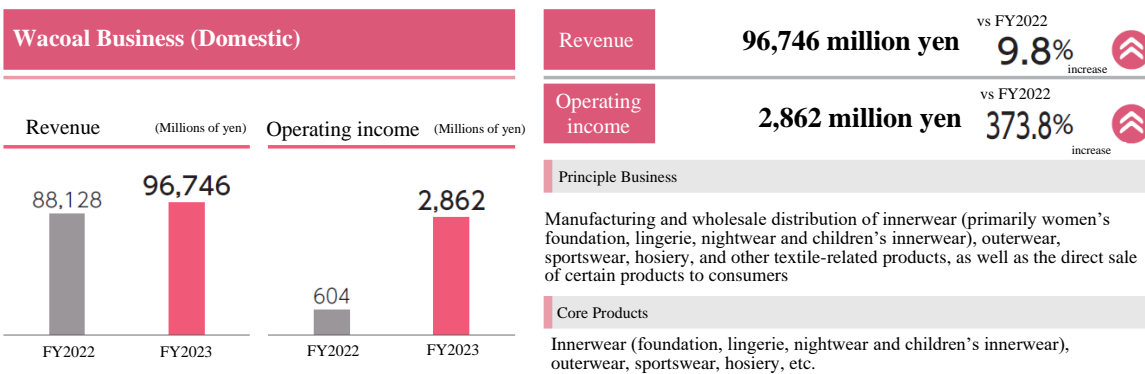 Wacoal Business (Domestic)
Revenue (Millions of yen)
88,128
96,746
FY2022 FY2023
Operating income (Millions of yen)
604
2,862
FY2022 FY2023
Revenue
96,746 million yen
vs FY2022
9.8%
increase
Operating
income
2,862 million yen
vs FY2022
373.8%
increase
Principle Business
Manufacturing and wholesale distribution of innerwear (primarily women’s
foundation, lingerie, nightwear and children’s innerwear), outerwear,
sportswear, hosiery, and other textile-related products, as well as the direct sale
of certain products to consumers
Core Products
Innerwear (foundation, lingerie, nightwear and children’s innerwear),
outerwear, sportswear, hosiery, etc.